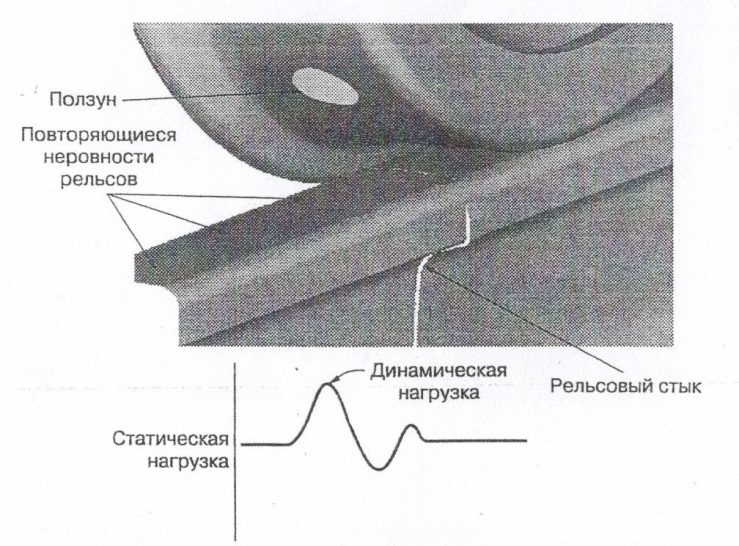 Ползун
Повторяющиеся
неровности
рельсов
Динамическая
нагрузка
Рельсовый стык
Статическая
нагрузка